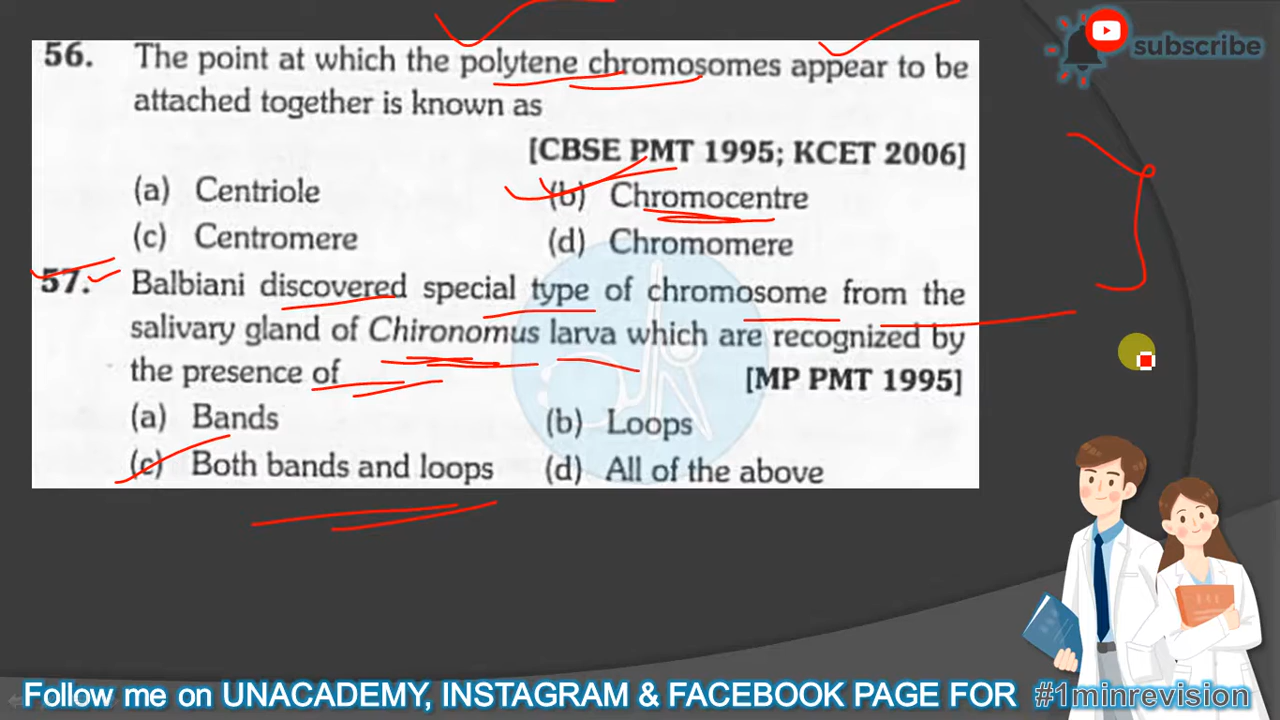 subscribe
56. The point at which the polytene chromosomes appear to be
attached together is known as
[CBSE PMT 1995; KCET 2006]
(a) Centriole (b) Chromocentre
(c) Centromere (d) Chromomere
57. Balbiani discovered special type of chromosome from the
salivary gland of Chironomus larva which are recognized by
the presence of [MP PMT 1995]
(a) Bands (b) Loops
(c) Both bands and loops (d) All of the above
Follow me on UNACADEMY, INSTAGRAM & FACEBOOK PAGE FOR #1minrevision